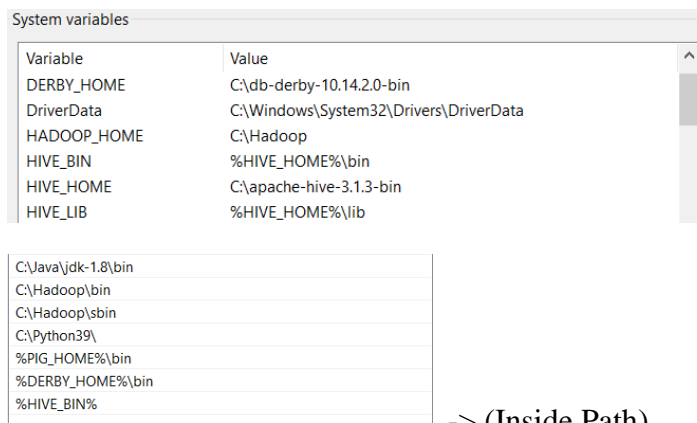 System variables
Variable Value
DERBY_HOME C:\db-derby-10.14.2.0-bin
DriverData C:\Windows\System32\Drivers\DriverData
HADOOP_HOME C:\Hadoop
HIVE_BIN %HIVE_HOME%\bin
HIVE_HOME C:\apache-hive-3.1.3-bin
HIVE_LIB %HIVE_HOME%\lib
C:\Java\jdk-1.8\bin
C:\Hadoop\bin
C:\Hadoop\sbin
C:\Python39\
%PIG_HOME%\bin
%DERBY_HOME%\bin
%HIVE_BIN%
-> (Inside Path)